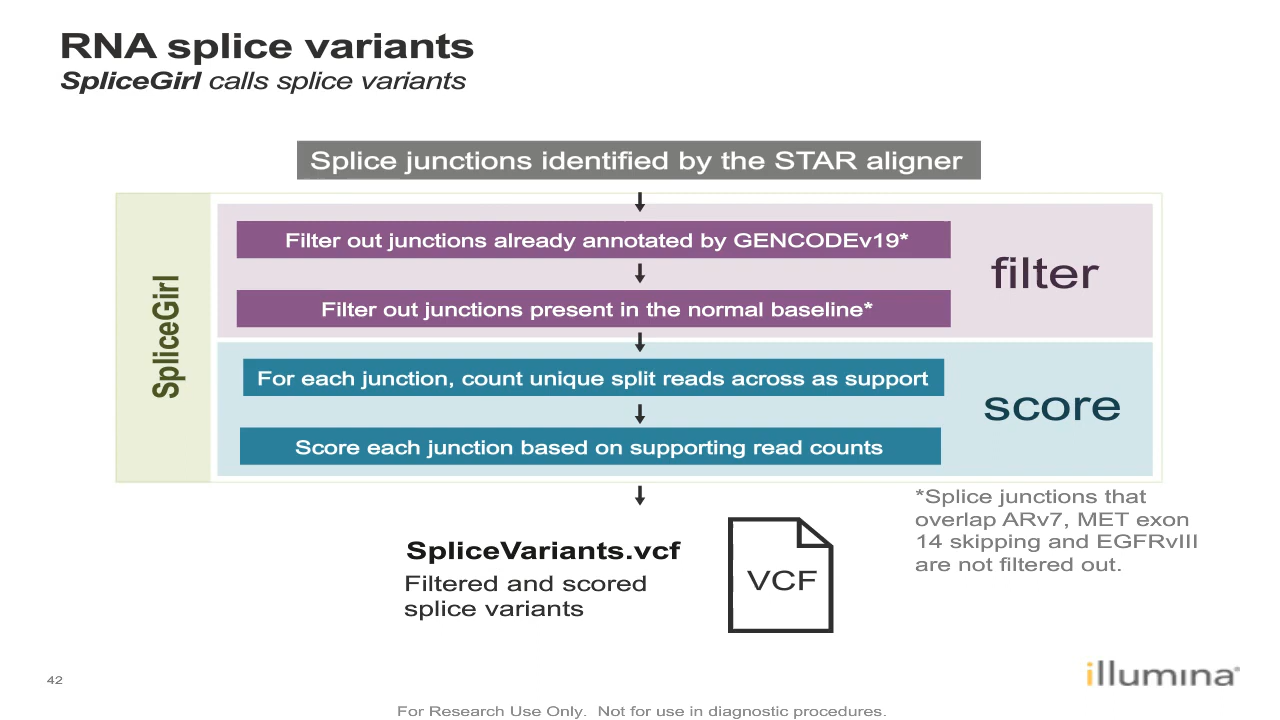 RNA splice variants
SpliceGirl calls splice variants
Splice junctions identified by the STAR aligner
SpliceGirl
Filter out junctions already annotated by GENCODEv19*
Filter out junctions present in the normal baseline*
filter
For each junction, count unique split reads across as support
Score each junction based on supporting read counts
score
*Splice junctions that
overlap ARv7, MET exon
14 skipping and EGFRvIII
are not filtered out.
SpliceVariants.vcf
Filtered and scored
splice variants
VCF
42
illumina®
For Research Use Only. Not for use in diagnostic procedures.